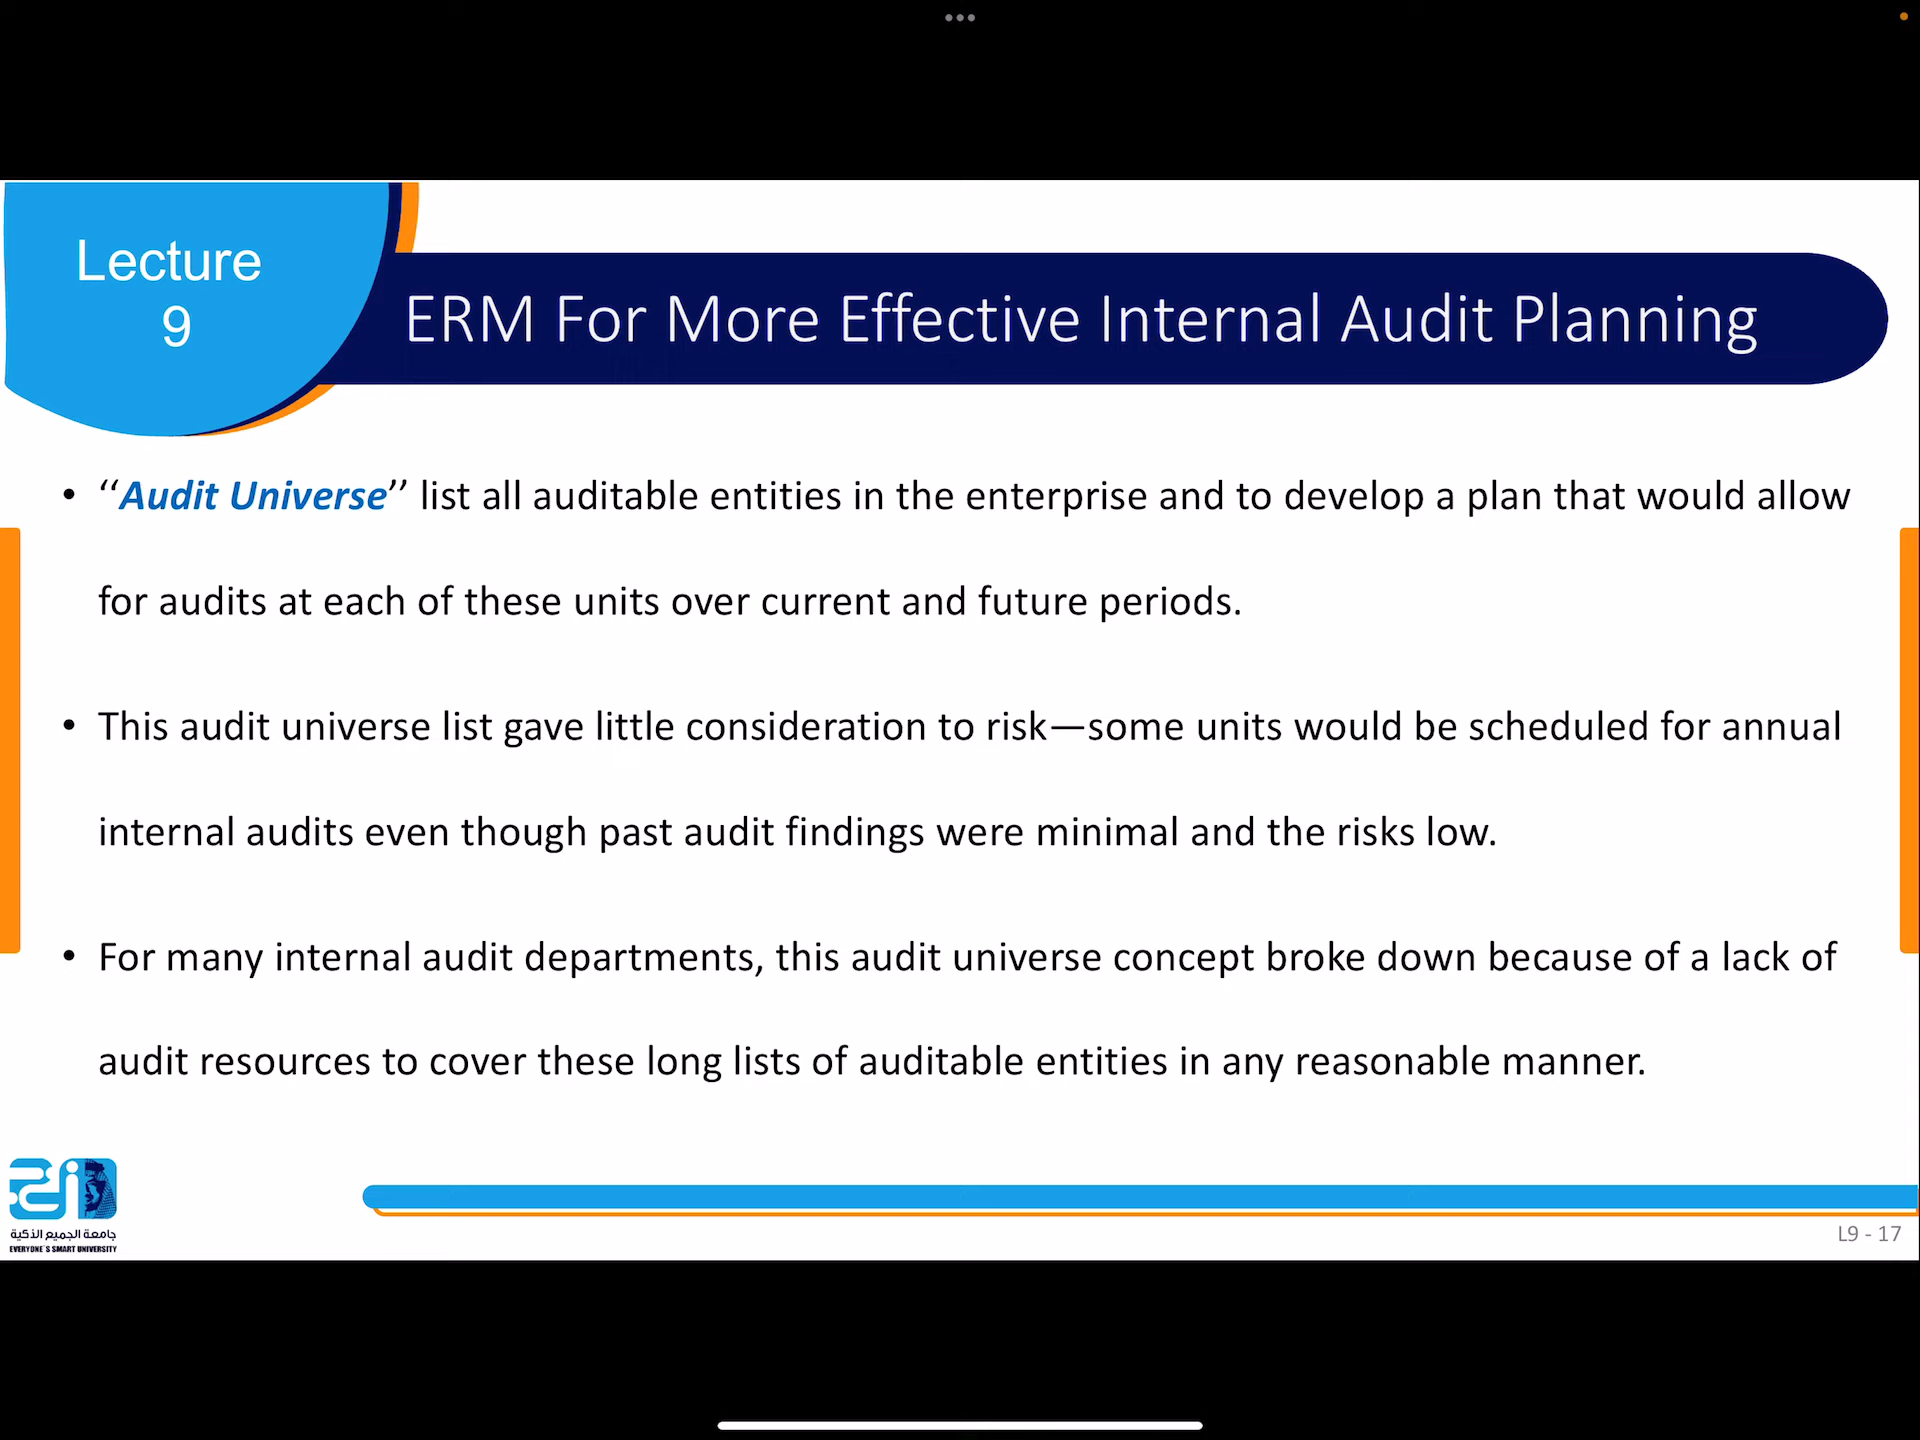 Lecture
9
ERM For More Effective Internal Audit Planning
• ‘‘Audit Universe’’ list all auditable entities in the enterprise and to develop a plan that would allow
for audits at each of these units over current and future periods.
• This audit universe list gave little consideration to risk—some units would be scheduled for annual
internal audits even though past audit findings were minimal and the risks low.
• For many internal audit departments, this audit universe concept broke down because of a lack of
audit resources to cover these long lists of auditable entities in any reasonable manner.
جامعة الجميع الذكية
EVERYONE`S SMART UNIVERSITY
L9 - 17